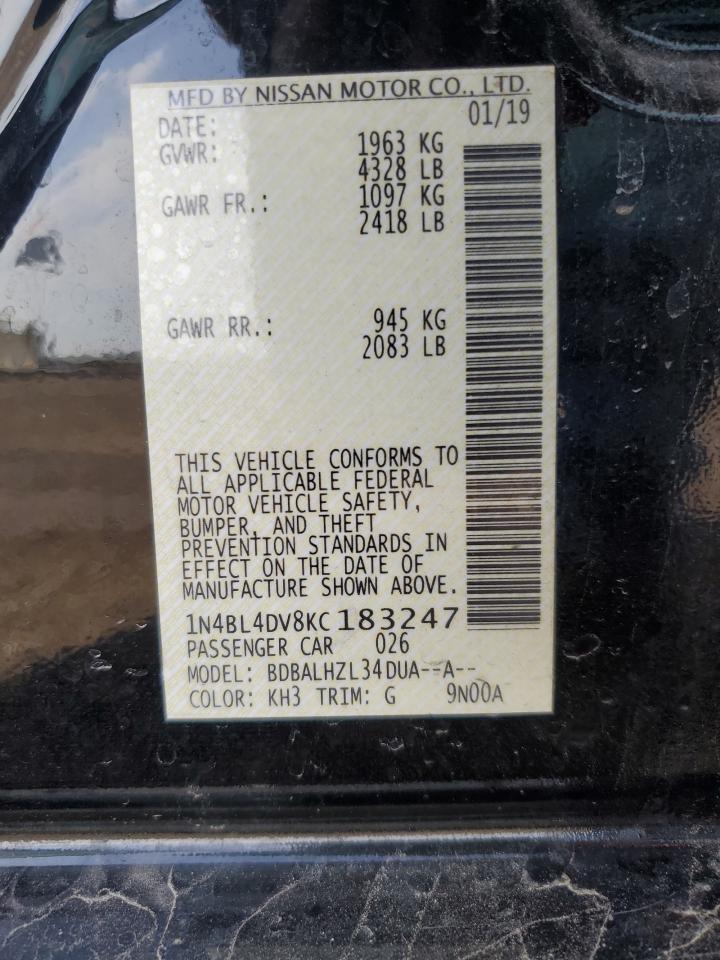 MFD BY NISSAN MOTOR CO., LTD.
DATE: 01/19
GVWR: 1963 KG
4328 LB
GAWR FR.: 1097 KG
2418 LB
GAWR RR.: 945 KG
2083 LB
THIS VEHICLE CONFORMS TO
ALL APPLICABLE FEDERAL
MOTOR VEHICLE SAFETY,
BUMPER, AND THEFT
PREVENTION STANDARDS IN
EFFECT ON THE DATE OF
MANUFACTURE SHOWN ABOVE.
1N4BL4DV8KC183247
PASSENGER CAR 026
MODEL: BDBALHZL34DUA--A--
COLOR: KH3 TRIM: G 9N00A